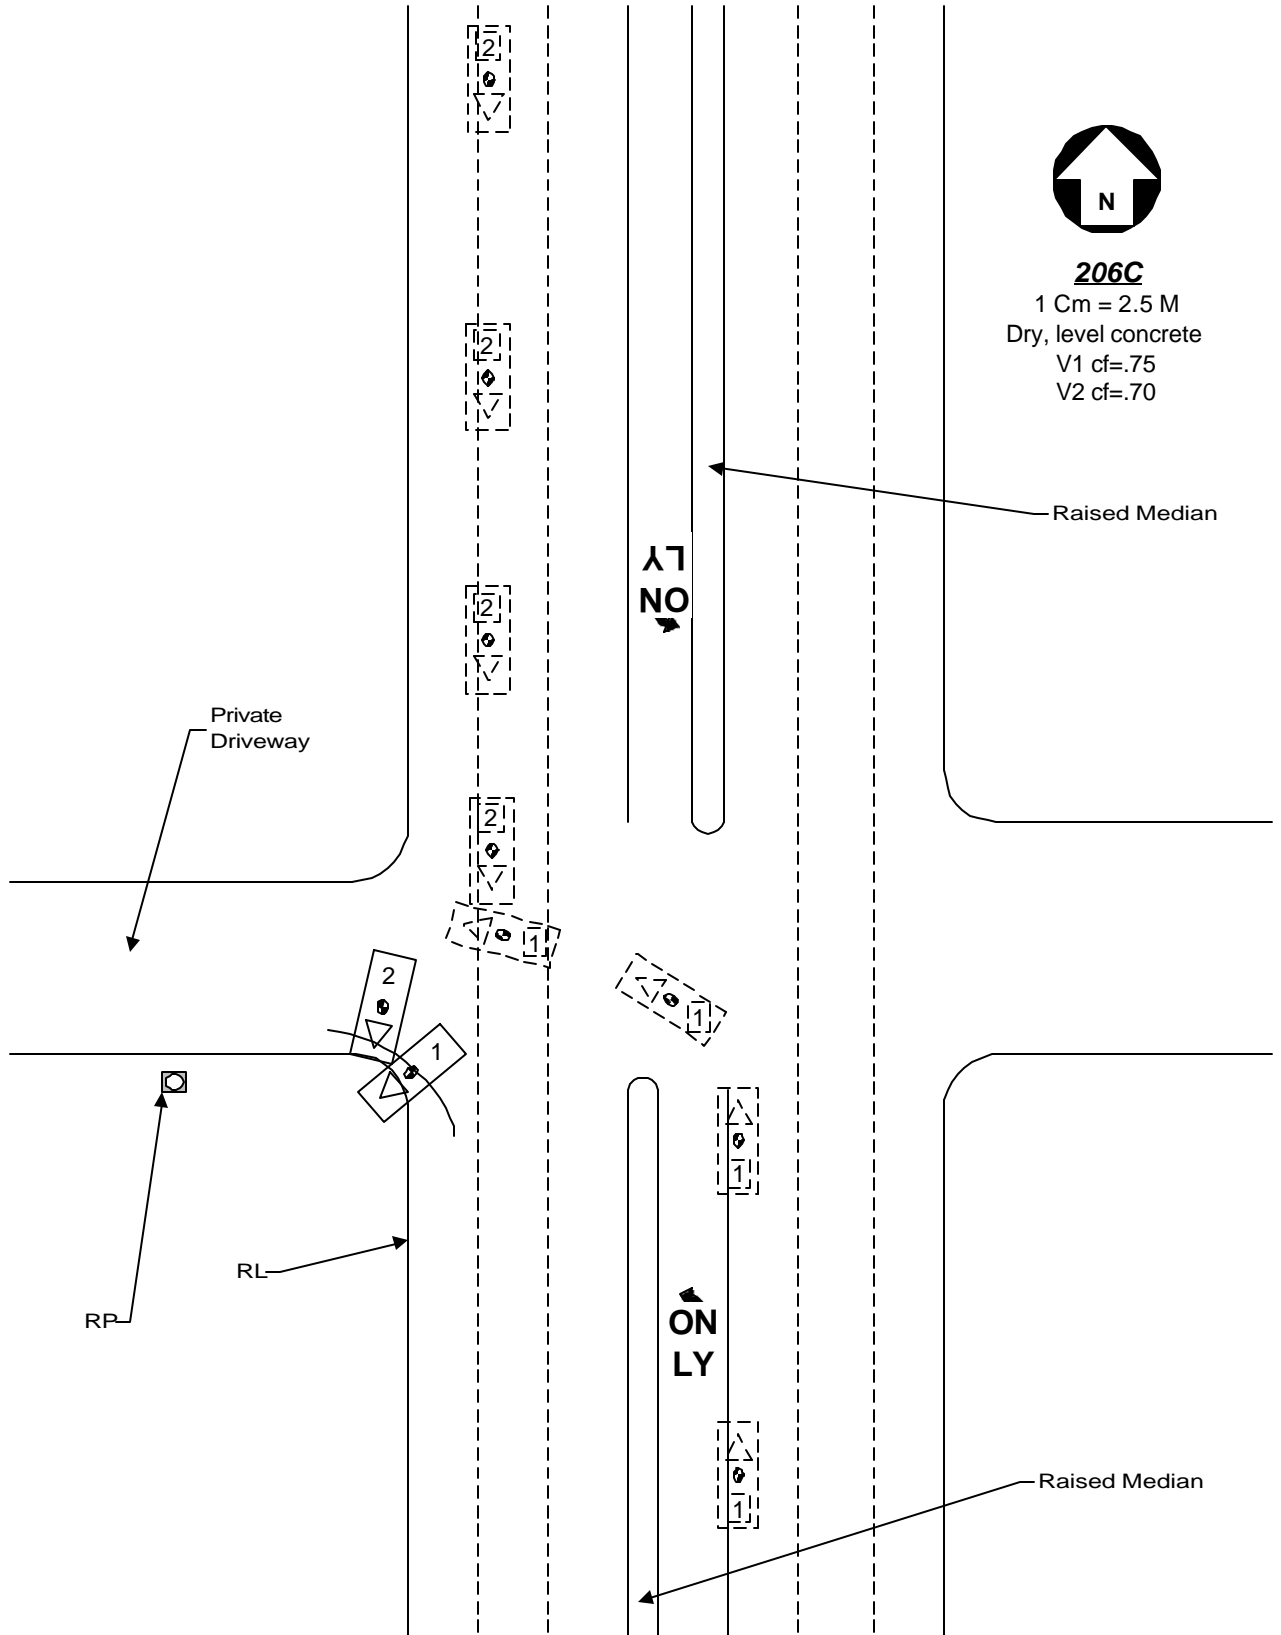 2
N
206C
1 Cm = 2.5 M
Dry, level concrete
V1 cf=.75
V2 cf=.70
2
Raised Median
LY
ON
2
Private
Driveway
2
1
2
1
1
1
RL
RP
ON
LY
Raised Median
1